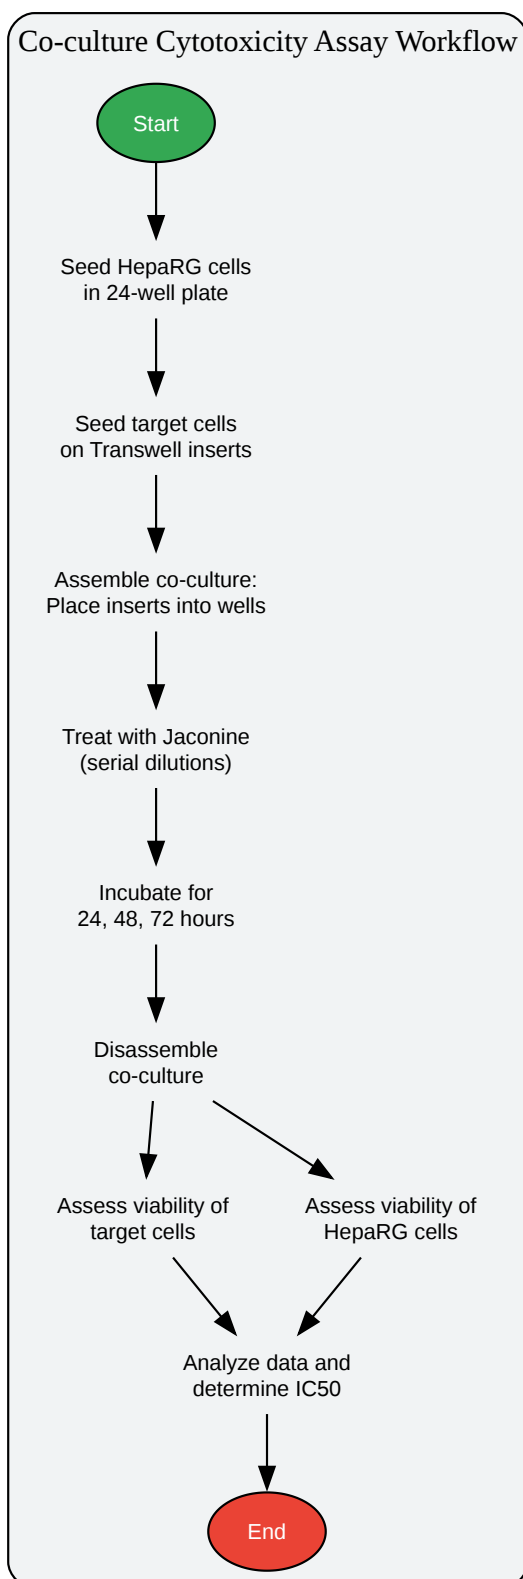 Co-culture Cytotoxicity Assay Workflow
Start
Seed HepaRG cells
in 24-well plate
Seed target cells
on Transwell inserts
Assemble co-culture:
Place inserts into wells
Treat with Jaconine
(serial dilutions)
Incubate for
24, 48, 72 hours
Disassemble
co-culture
Assess viability of
target cells
Assess viability of
HepaRG cells
Analyze data and
determine IC50
End